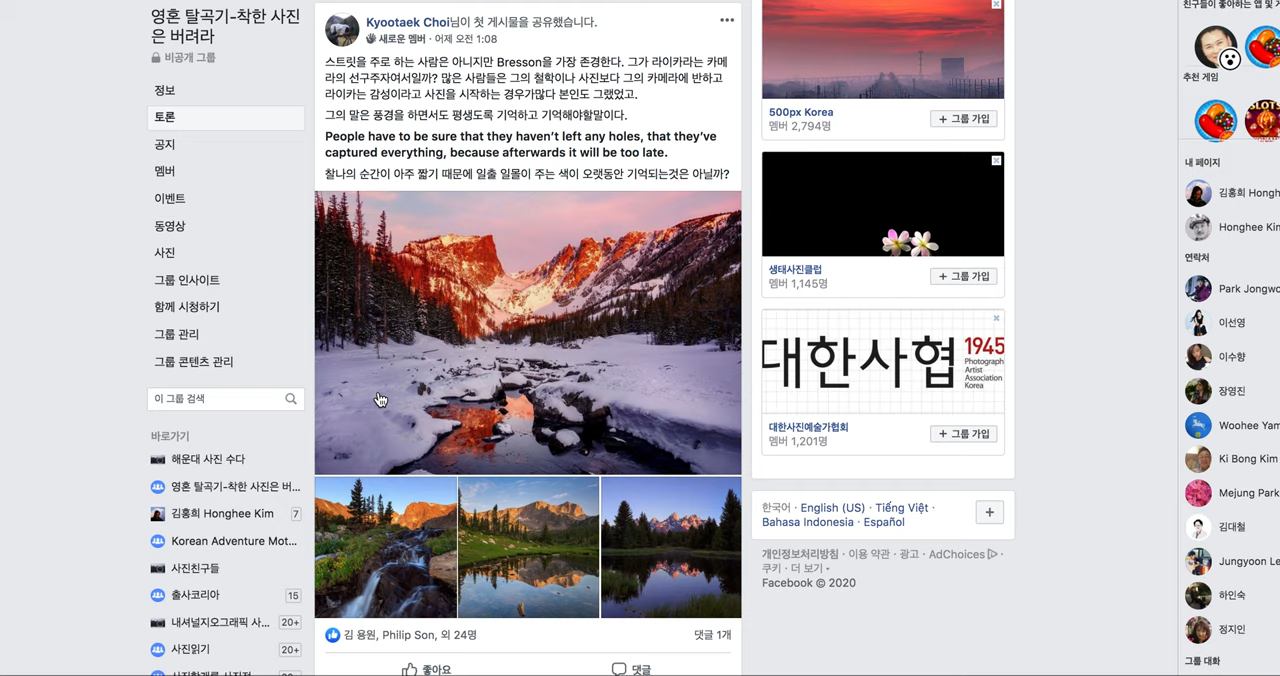 영혼 탈곡기-착한 사진
은 버려라
비공개 그룹
정보
토론
공지
멤버
이벤트
동영상
사진
그룹 인사이트
함께 시청하기
그룹 관리
그룹 콘텐츠 관리
이 그룹 검색
바로가기
해운대 사진 수다
영혼 탈곡기-착한 사진은 버...
김홍희 Honghee Kim 7
Korean Adventure Mot...
사진친구들
출사코리아 15
내셔널지오그래픽 사... 20+
사진읽기 20+
Kyootaek Choi님이 첫 게시물을 공유했습니다.
새로운 멤버 · 어제 오전 1:08
스트릿을 주로 하는 사람은 아니지만 Bresson을 가장 존경한다. 그가 라이카라는 카메
라의 선구주자여서일까? 많은 사람들은 그의 철학이나 사진보다 그의 카메라에 반하고
라이카는 감성이라고 사진을 시작하는 경우가많다 본인도 그랬었고.
그의 말은 풍경을 하면서도 평생도록 기억하고 기억해야할말이다.
People have to be sure that they haven’t left any holes, that they’ve
captured everything, because afterwards it will be too late.
찰나의 순간이 아주 짧기 때문에 일출 일몰이 주는 색이 오랫동안 기억되는것은 아닐까?
김 용원, Philip Son, 외 24명
댓글 1개
좋아요
댓글
500px Korea
멤버 2,794명
+ 그룹 가입
생태사진클럽
멤버 1,145명
+ 그룹 가입
대한사협 1945
Photograph
Artist
Association
Korea
대한사진예술가협회
멤버 1,201명
+ 그룹 가입
한국어 · English (US) · Tiếng Việt ·
Bahasa Indonesia · Español
개인정보처리방침 · 이용 약관 · 광고 · AdChoices ·
쿠키 · 더 보기
Facebook © 2020
친구들이 좋아하는 앱 및 게
추천 게임
SLOTS
내 페이지
김홍희 Hongh
Honghee Kim
연락처
Park Jongwo
이선영
이수향
장영진
Woohee Yam
Ki Bong Kim
Mejung Park
김대철
Jungyoon Le
하인숙
정지인
그룹 대화